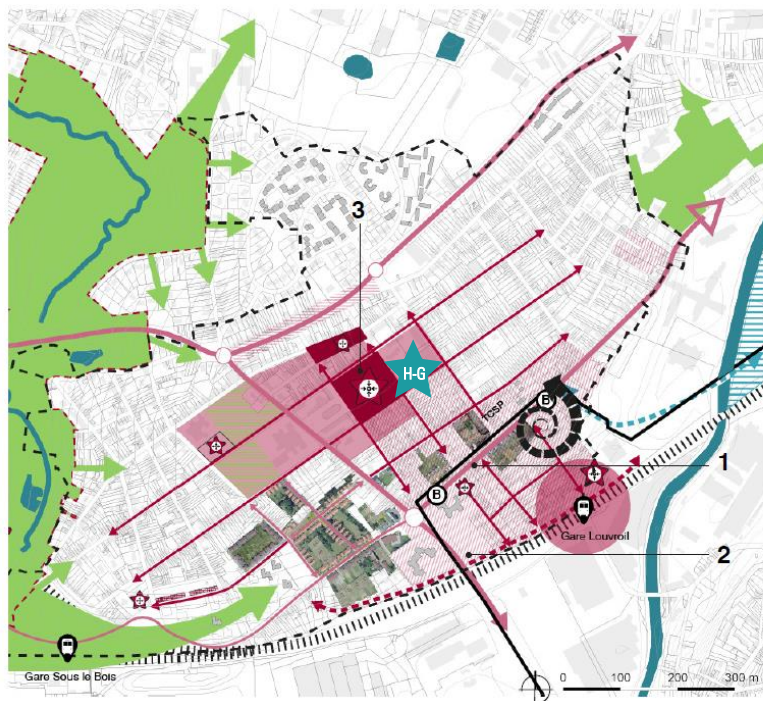 3
H-G
TCSP
B
B
1
Gare Louvroil
2
Gare Sous le Bois
0 100 200 300 m